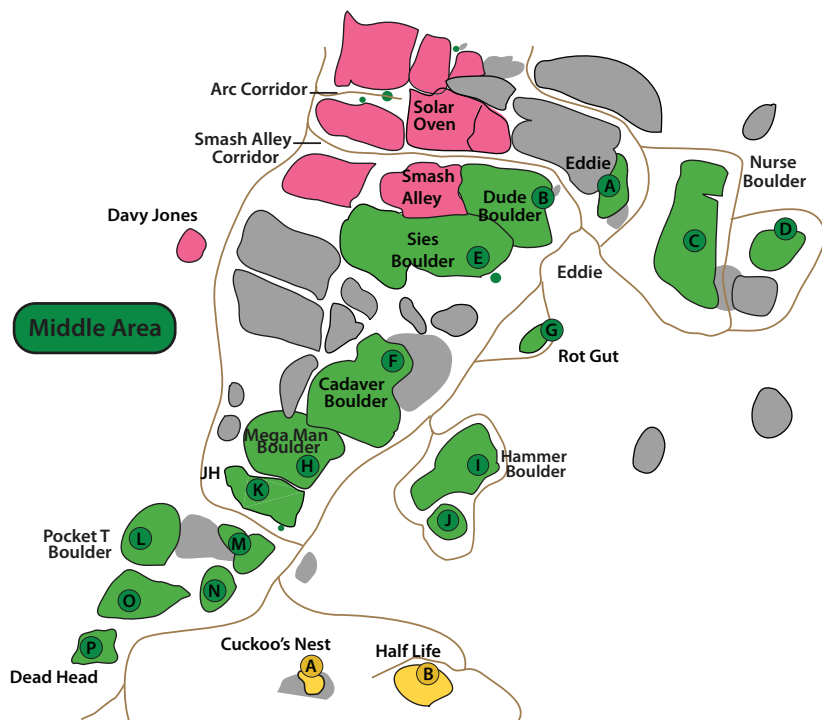 Arc Corridor
Solar
Oven
Smash Alley
Corridor
Eddie
A
Nurse
Boulder
Smash
Alley
Dude
Boulder
B
Davy Jones
Sies
Boulder
E
C
D
Eddie
Middle Area
G
Rot Gut
F
Cadaver
Boulder
Mega Man
Boulder
H
Hammer
Boulder
I
JH
K
J
Pocket T
Boulder
L
M
N
O
P
Dead Head
Cuckoo's Nest
A
Half Life
B